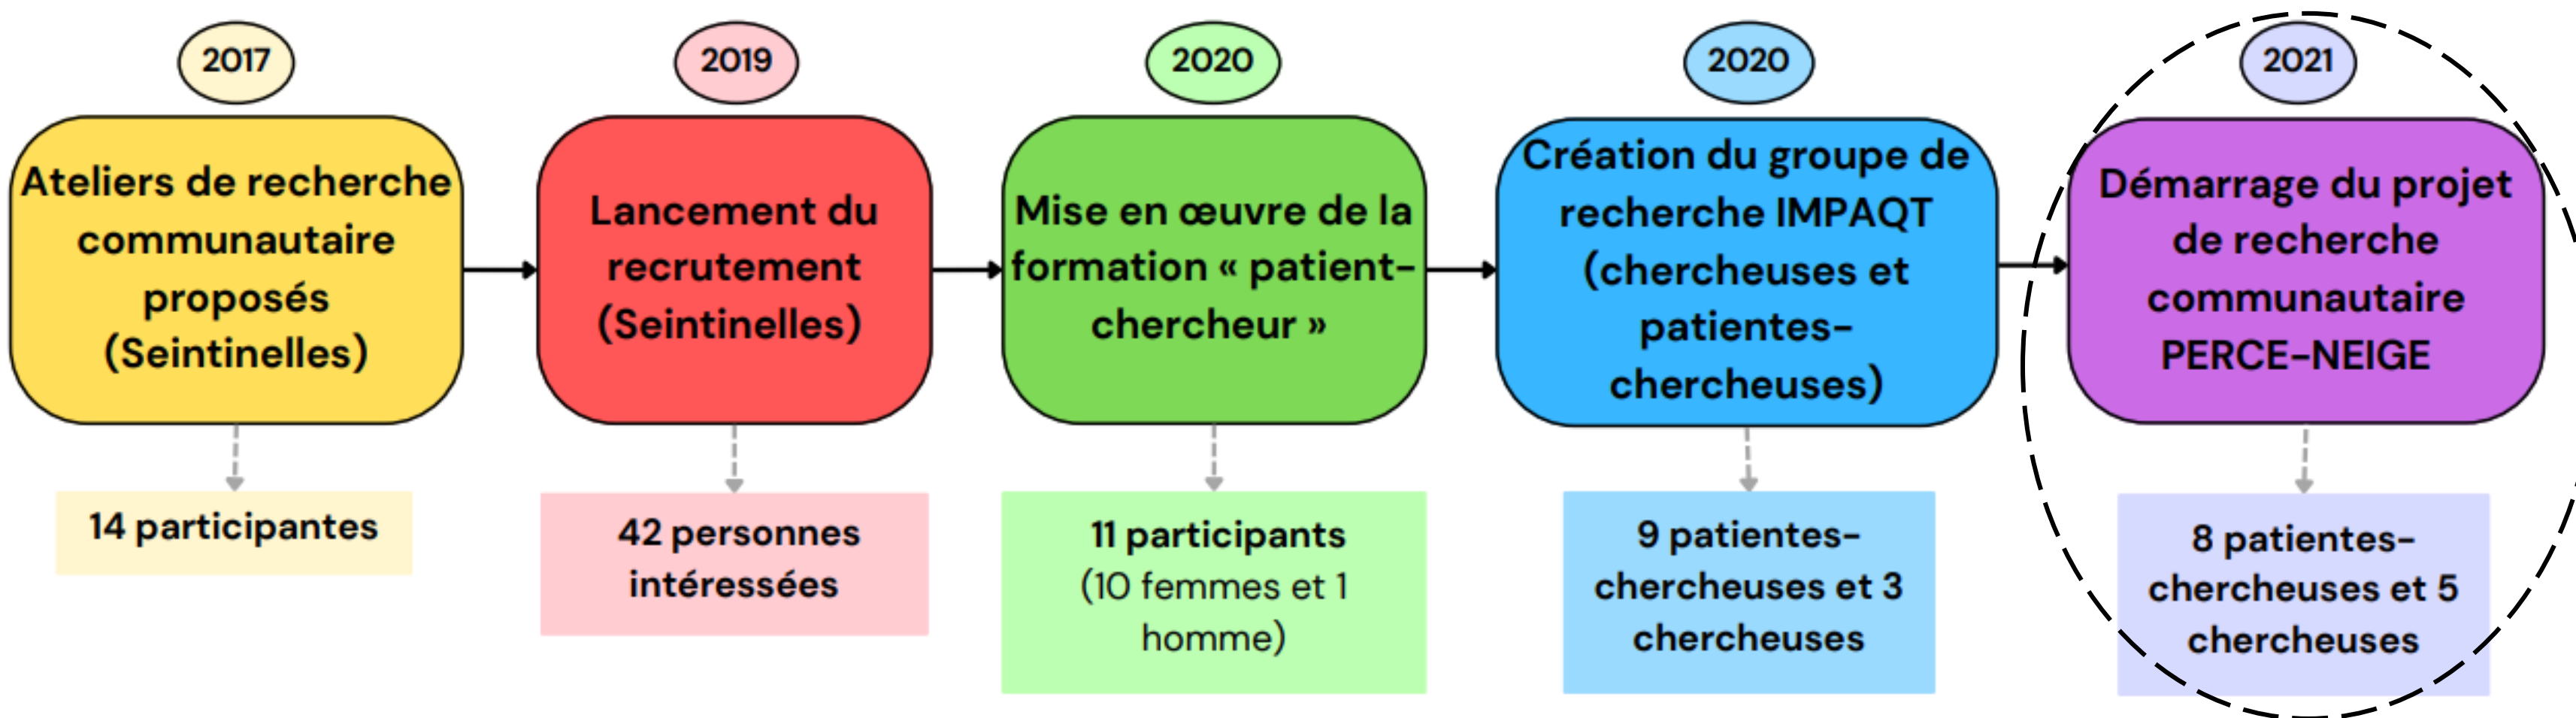 2017
Ateliers de recherche
communautaire
proposés
(Seintinelles)
14 participantes
2019
Lancement du
recrutement
(Seintinelles)
42 personnes
intéressées
2020
Mise en œuvre de la
formation « patient-
chercheur »
11 participants
(10 femmes et 1
homme)
2020
Création du groupe de
recherche IMPAQT
(chercheuses et
patientes-
chercheuses)
9 patientes-
chercheuses et 3
chercheuses
2021
Démarrage du projet
de recherche
communautaire
PERCE-NEIGE
8 patientes-
chercheuses et 5
chercheuses